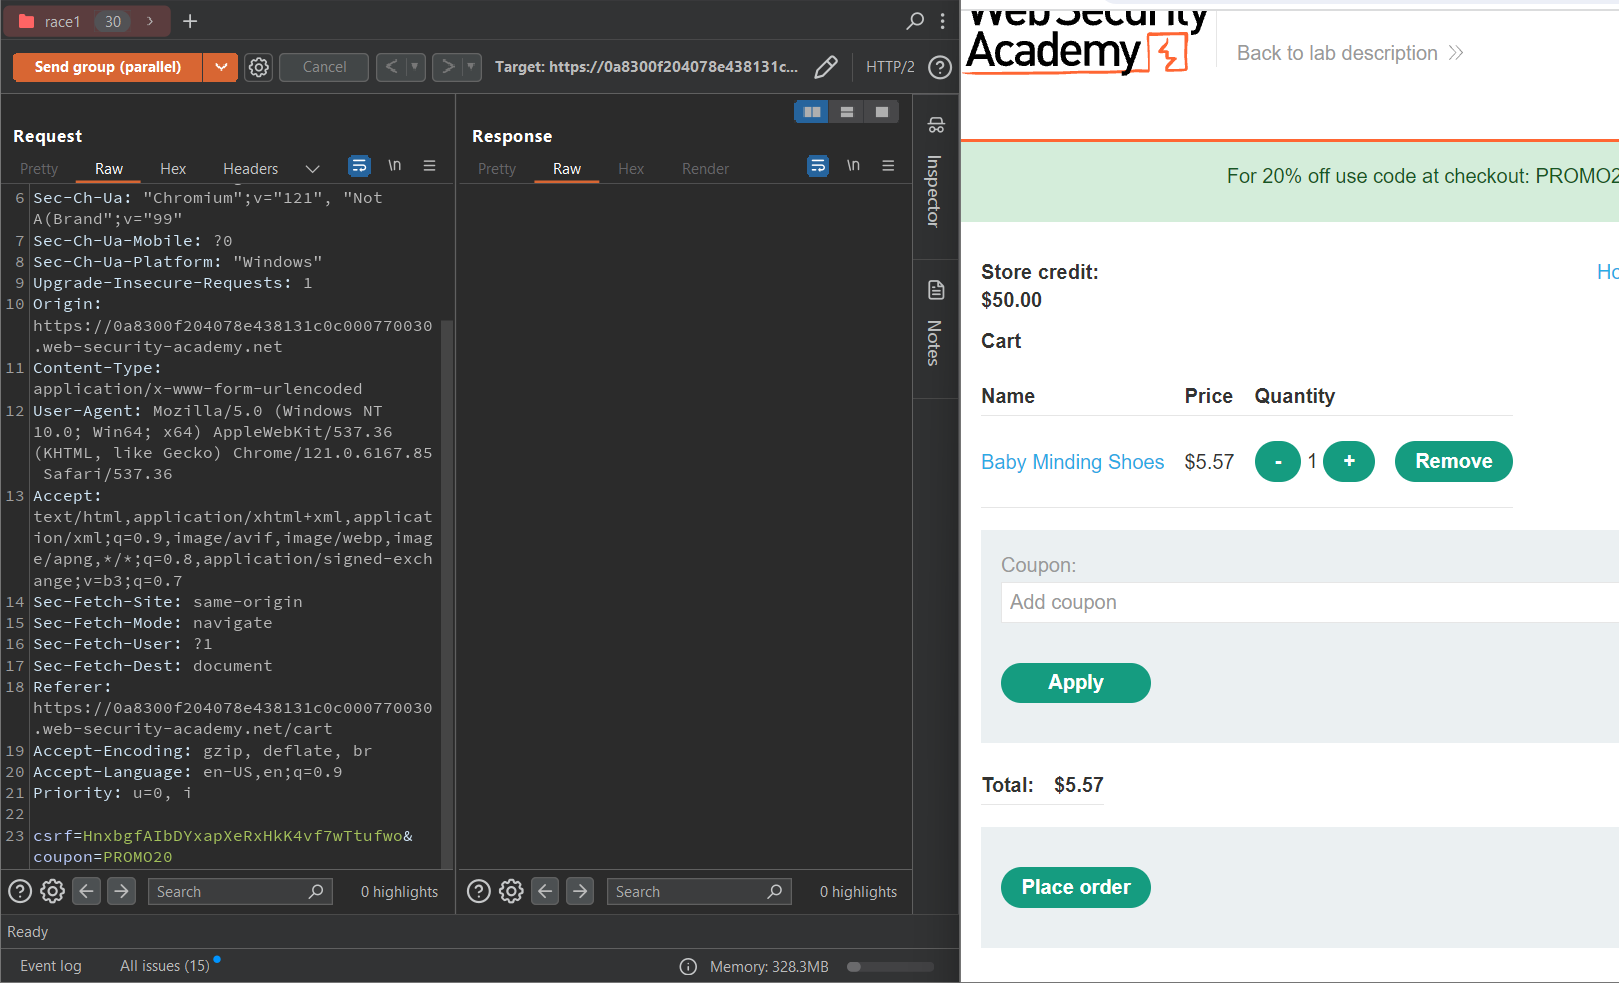 race1 30
Send group (parallel)
Cancel
Target: https://0a8300f204078e438131c...
HTTP/2
Request
Pretty Raw Hex Headers
\n
6 Sec-Ch-Ua: "Chromium";v="121", "Not
A(Brand";v="99"
7 Sec-Ch-Ua-Mobile: ?0
8 Sec-Ch-Ua-Platform: "Windows"
9 Upgrade-Insecure-Requests: 1
10 Origin:
https://0a8300f204078e438131c0c000770030
.web-security-academy.net
11 Content-Type:
application/x-www-form-urlencoded
12 User-Agent: Mozilla/5.0 (Windows NT
10.0; Win64; x64) AppleWebKit/537.36
(KHTML, like Gecko) Chrome/121.0.6167.85
Safari/537.36
13 Accept:
text/html,application/xhtml+xml,applicat
ion/xml;q=0.9,image/avif,image/webp,imag
e/apng,*/*;q=0.8,application/signed-exch
ange;v=b3;q=0.7
14 Sec-Fetch-Site: same-origin
15 Sec-Fetch-Mode: navigate
16 Sec-Fetch-User: ?1
17 Sec-Fetch-Dest: document
18 Referer:
https://0a8300f204078e438131c0c000770030
.web-security-academy.net/cart
19 Accept-Encoding: gzip, deflate, br
20 Accept-Language: en-US,en;q=0.9
21 Priority: u=0, i
22
23 csrf=HnxbgfAIbDYxapXeRxHkK4vf7wTtufwo&
coupon=PROMO20
Search
0 highlights
Response
Pretty Raw Hex Render
\n
Search
0 highlights
Inspector
Notes
Ready
Event log
All issues (15)
Memory: 328.3MB
Web Security
Academy
Back to lab description
For 20% off use code at checkout: PROMO2
Store credit:
$50.00
Ho
Cart
Name Price Quantity
Baby Minding Shoes $5.57 - 1 + Remove
Coupon:
Add coupon
Apply
Total: $5.57
Place order